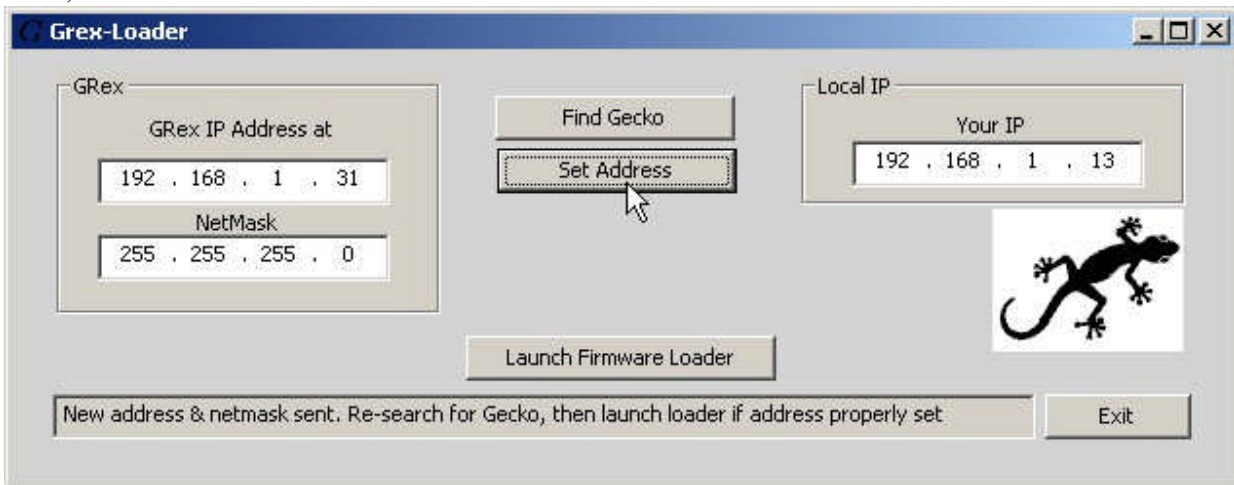 Grex-Loader
GRex
GRex IP Address at
192 . 168 . 1 . 31
NetMask
255 . 255 . 255 . 0
Find Gecko
Set Address
Local IP
Your IP
192 . 168 . 1 . 13
Launch Firmware Loader
New address & netmask sent. Re-search for Gecko, then launch loader if address properly set
Exit